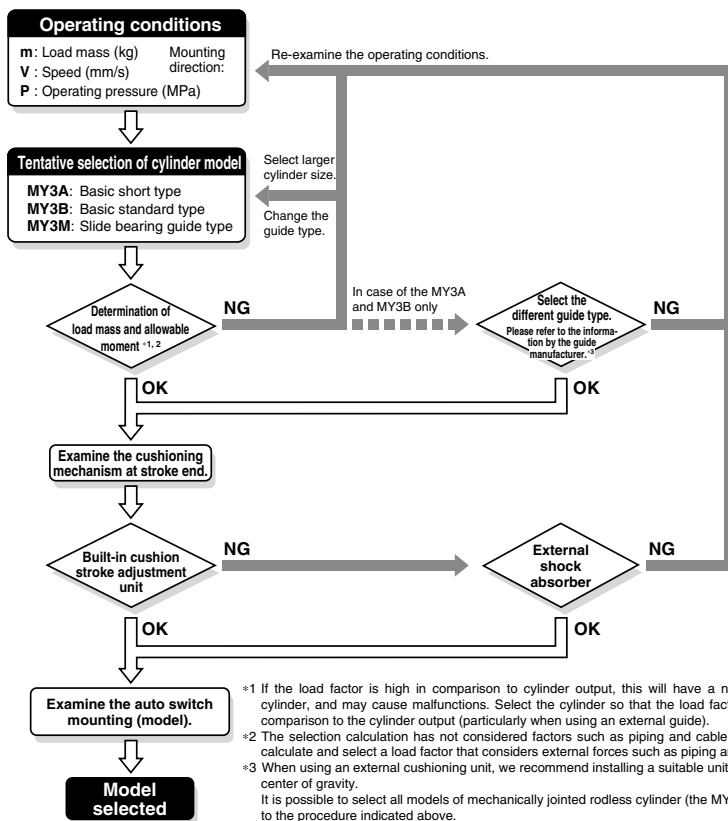 Operating conditions
m : Load mass (kg) Mounting direction:
V : Speed (mm/s)
P : Operating pressure (MPa)
Re-examine the operating conditions.
Tentative selection of cylinder model
MY3A: Basic short type
MY3B: Basic standard type
MY3M: Slide bearing guide type
Select larger
cylinder size.
Change the
guide type.
Determination of
load mass and allowable
moment *1, 2
NG
In case of the MY3A
and MY3B only
Select the
different guide type.
Please refer to the informa-
tion by the guide
manufacturer.*3
NG
OK
OK
Examine the cushioning
mechanism at stroke end.
Built-in cushion
stroke adjustment
unit
NG
External
shock
absorber
NG
OK
OK
Examine the auto switch
mounting (model).
Model
selected
*1 If the load factor is high in comparison to cylinder output, this will have a n
cylinder, and may cause malfunctions. Select the cylinder so that the load fact
comparison to the cylinder output (particularly when using an external guide).
*2 The selection calculation has not considered factors such as piping and cable
calculate and select a load factor that considers external forces such as piping a
*3 When using an external cushioning unit, we recommend installing a suitable unit
center of gravity.
It is possible to select all models of mechanically jointed rodless cylinder (the MY
to the procedure indicated above.